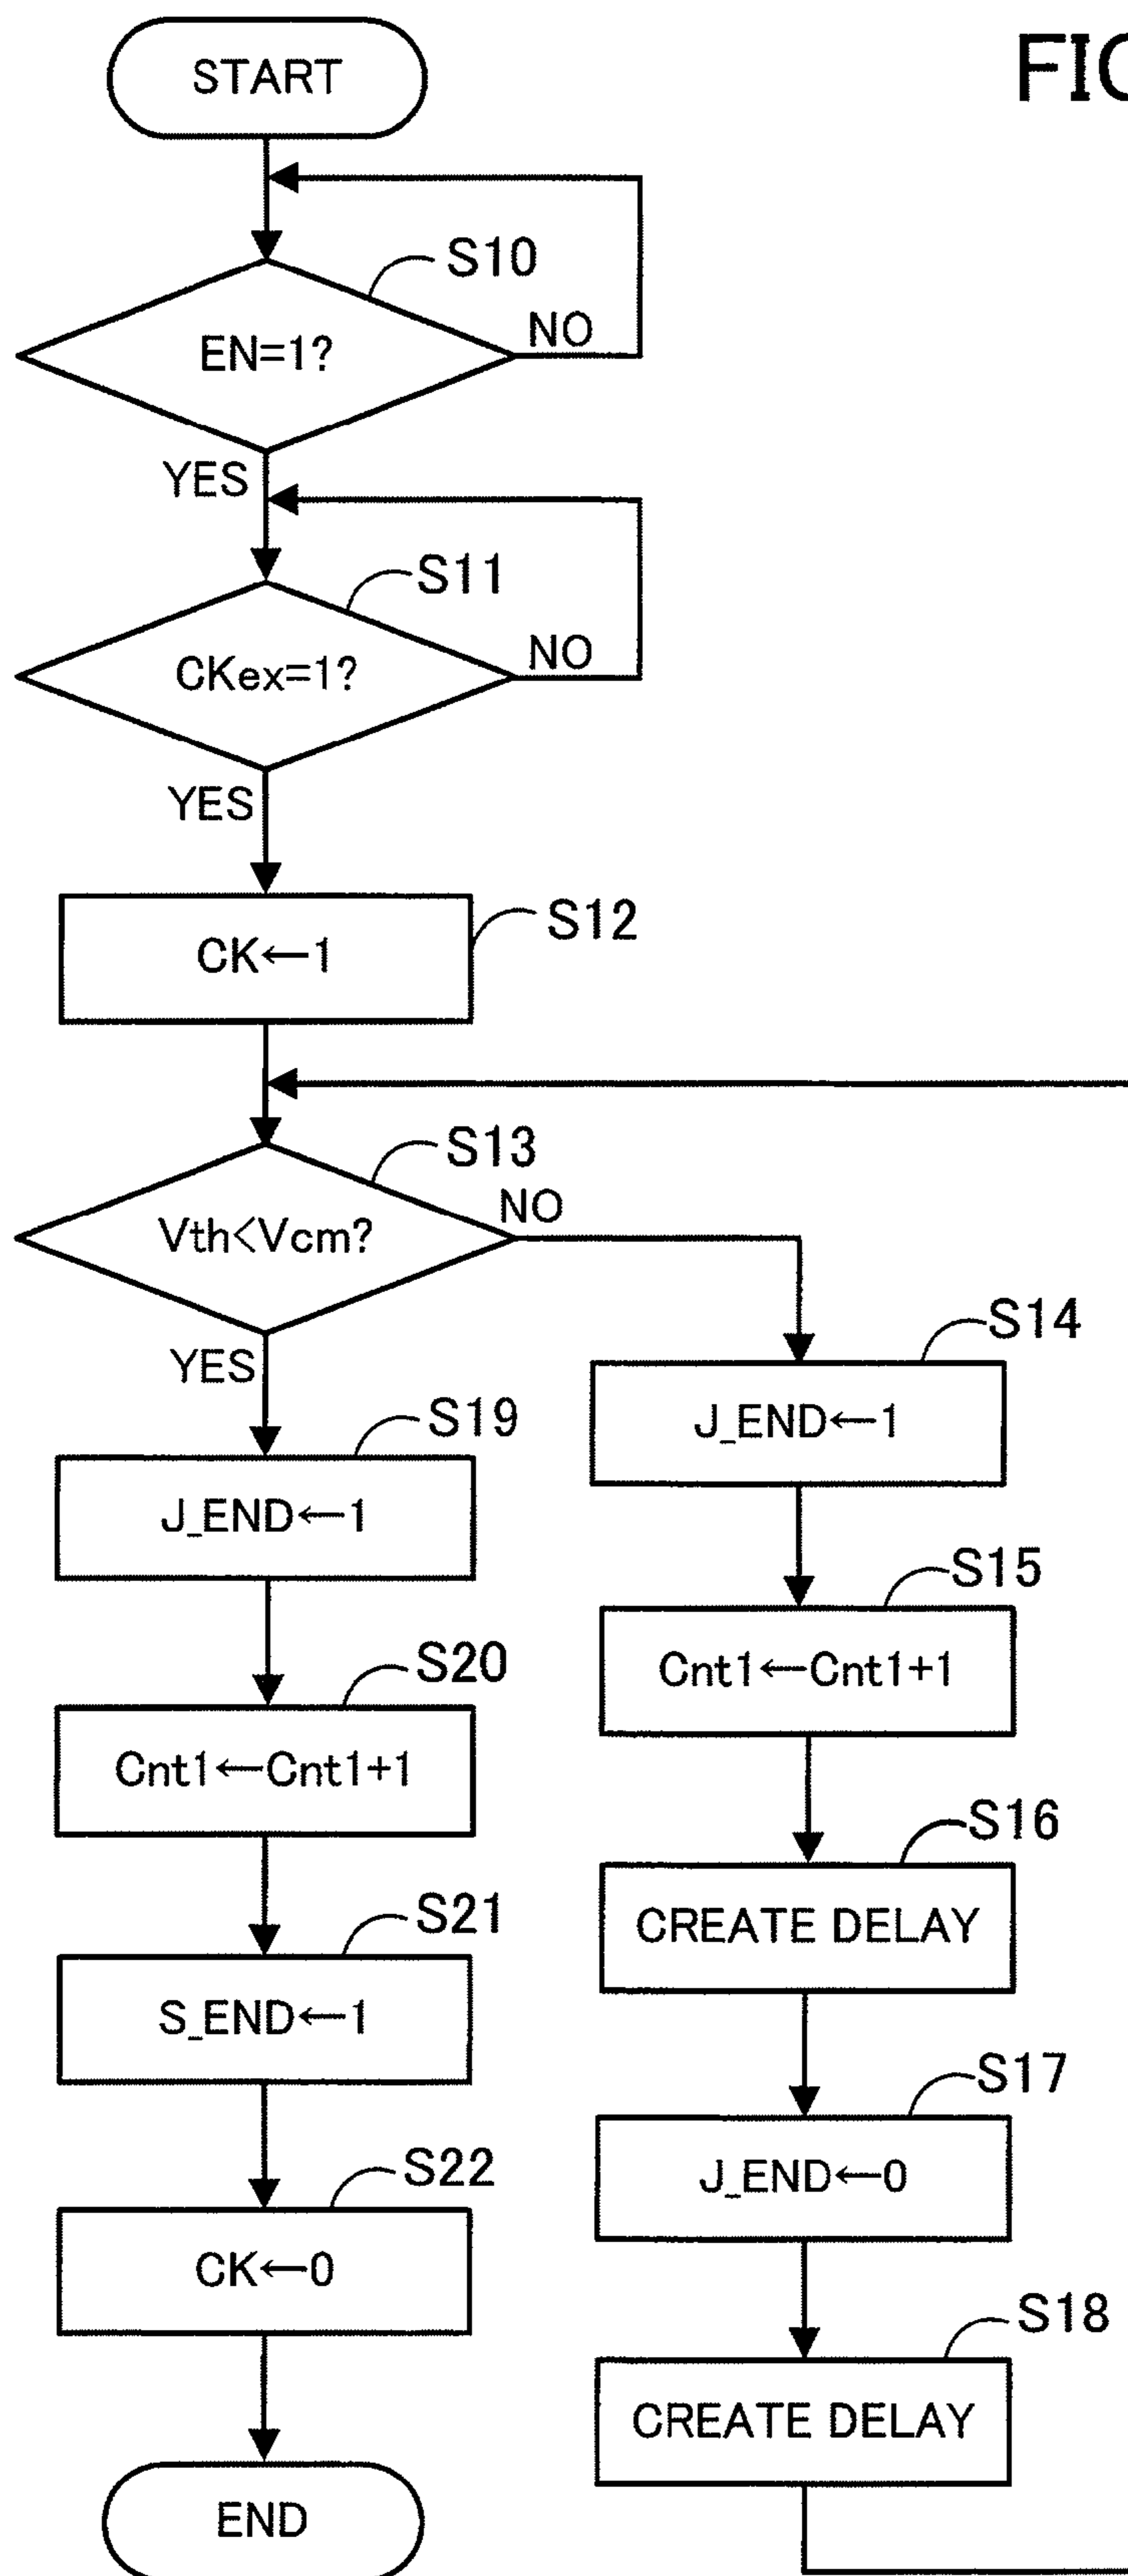 START
FIG
S10
EN=1?
NO
YES
S11
CKex=1?
NO
YES
S12
CK←1
S13
Vth<Vcm?
NO
YES
S14
J_END←1
S19
J_END←1
S15
Cnt1←Cnt1+1
S20
Cnt1←Cnt1+1
S16
CREATE DELAY
S21
S_END←1
S17
J_END←0
S22
CK←0
S18
CREATE DELAY
END